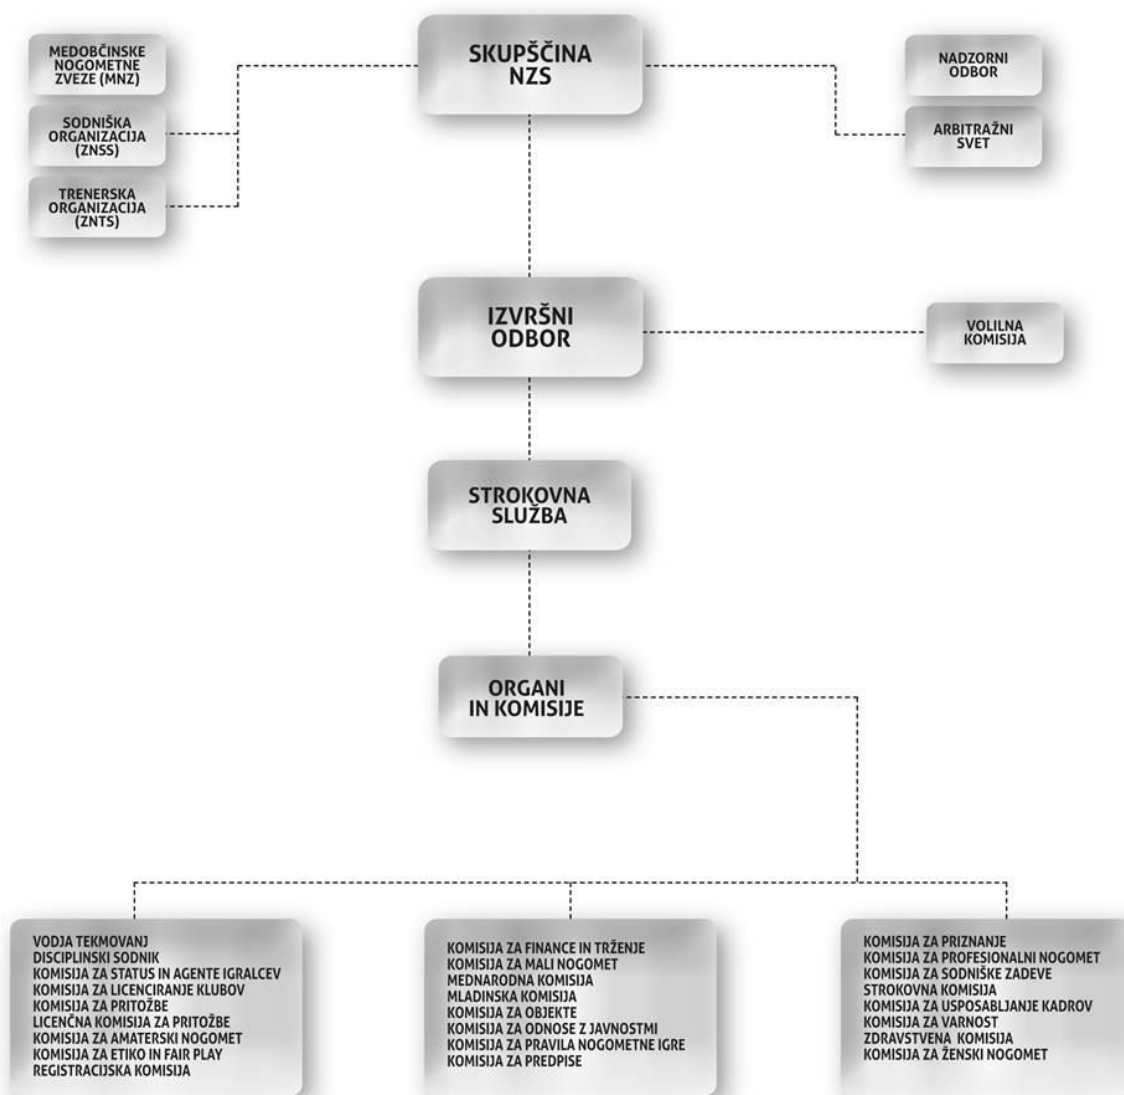 SKUPŠČINA
NZS
MEDOBČINSKE
NOGOMETNE
ZVEZE (MNZ)
SODNIŠKA
ORGANIZACIJA
(ZNSS)
TRENERSKA
ORGANIZACIJA
(ZNTS)
NADZORNI
ODBOR
ARBITRAŽNI
SVET
IZVRŠNI
ODBOR
VOLILNA
KOMISIJA
STROKOVNA
SLUŽBA
ORGANI
IN KOMISIJE
VODJA TEKMOVANJ
DISCIPLINSKI SODNIK
KOMISIJA ZA STATUS IN AGENTE IGRALCEV
KOMISIJA ZA LICENCIRANJE KLUBOV
KOMISIJA ZA PRITOŽBE
LICENČNA KOMISIJA ZA PRITOŽBE
KOMISIJA ZA AMATERSKI NOGOMET
KOMISIJA ZA ETIKO IN FAIR PLAY
REGISTRACIJSKA KOMISIJA
KOMISIJA ZA FINANCE IN TRŽENJE
KOMISIJA ZA MALI NOGOMET
MEDNARODNA KOMISIJA
MLADINSKA KOMISIJA
KOMISIJA ZA OBJEKTE
KOMISIJA ZA ODNOSE Z JAVNOSTMI
KOMISIJA ZA PRAVILA NOGOMETNE IGRE
KOMISIJA ZA PREDPISE
KOMISIJA ZA PRIZNANJE
KOMISIJA ZA PROFESIONALNI NOGOMET
KOMISIJA ZA SODNIŠKE ZADEVE
STROKOVNA KOMISIJA
KOMISIJA ZA USPOSABLJANJE KADROV
KOMISIJA ZA VARNOST
ZDRAVSTVENA KOMISIJA
KOMISIJA ZA ŽENSKI NOGOMET